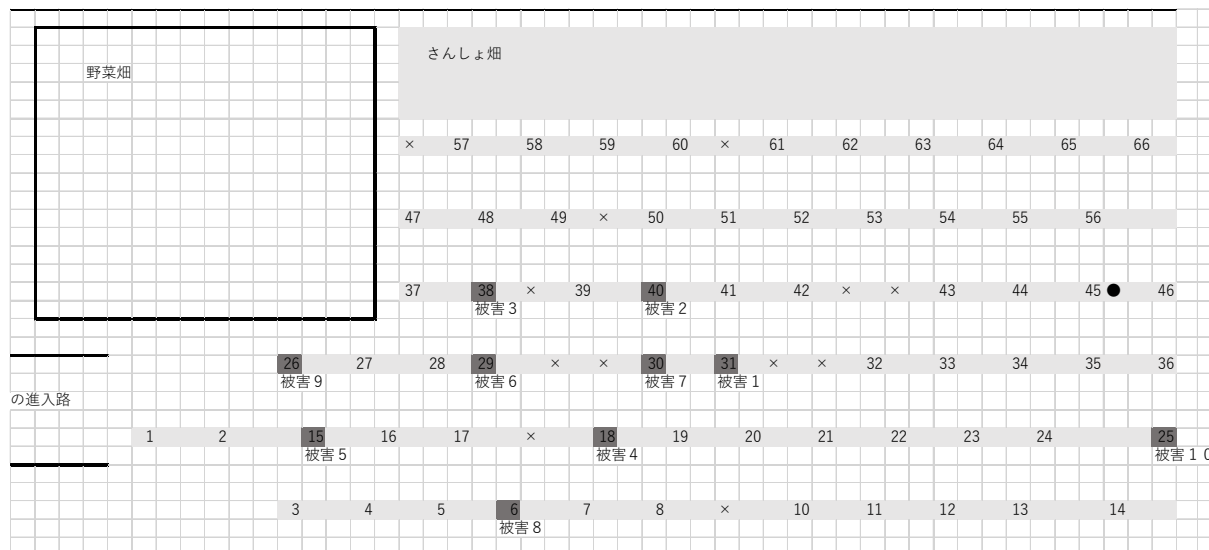 さんしょ畑
野菜畑
× 57 58 59 60 × 61 62 63 64 65 66
47 48 49 × 50 51 52 53 54 55 56
37 38 × 39 40 41 42 × × 43 44 45 ● 46
被害3 被害2
26 27 28 29 × × 30 31 × × 32 33 34 35 36
被害9 被害6 被害7 被害1
の進入路
1 2 15 16 17 × 18 19 20 21 22 23 24 25
被害5 被害4 被害10
3 4 5 6 7 8 × 10 11 12 13 14
被害8